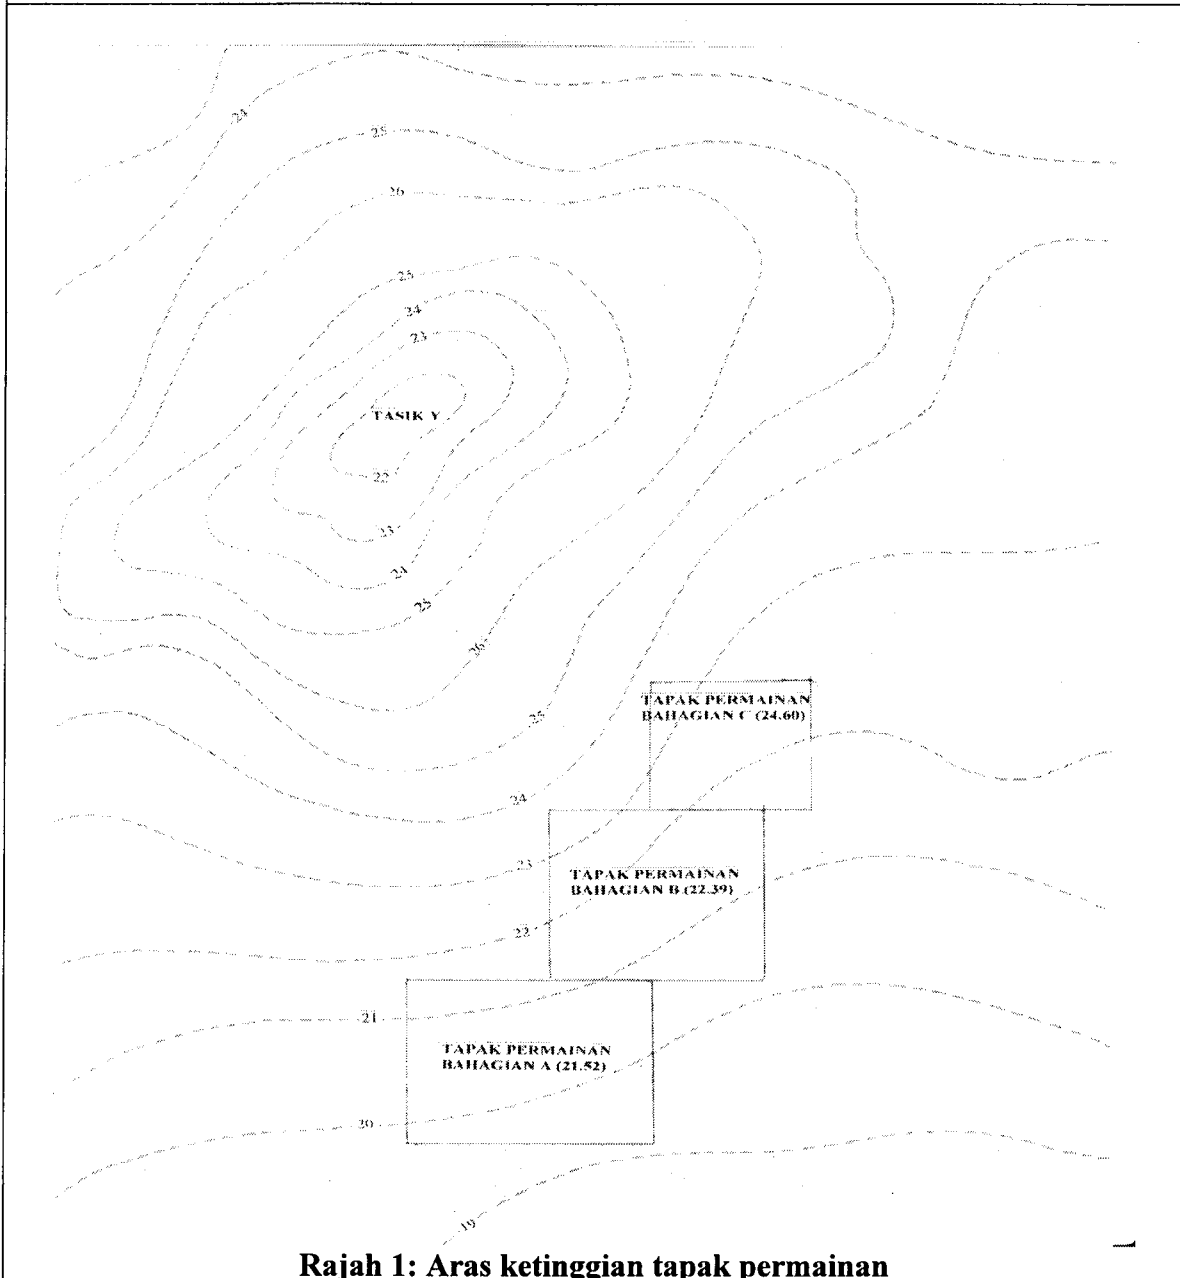 24
25
26
25
24
23
TASIK Y
22
23
24
25
26
25
TAPAK PERMAINAN
BAHAGIAN C (24.60)
24
23
TAPAK PERMAINAN
BAHAGIAN B (22.39)
22
21
TAPAK PERMAINAN
BAHAGIAN A (21.52)
20
19
Rajah 1: Aras ketinggian tapak permainan